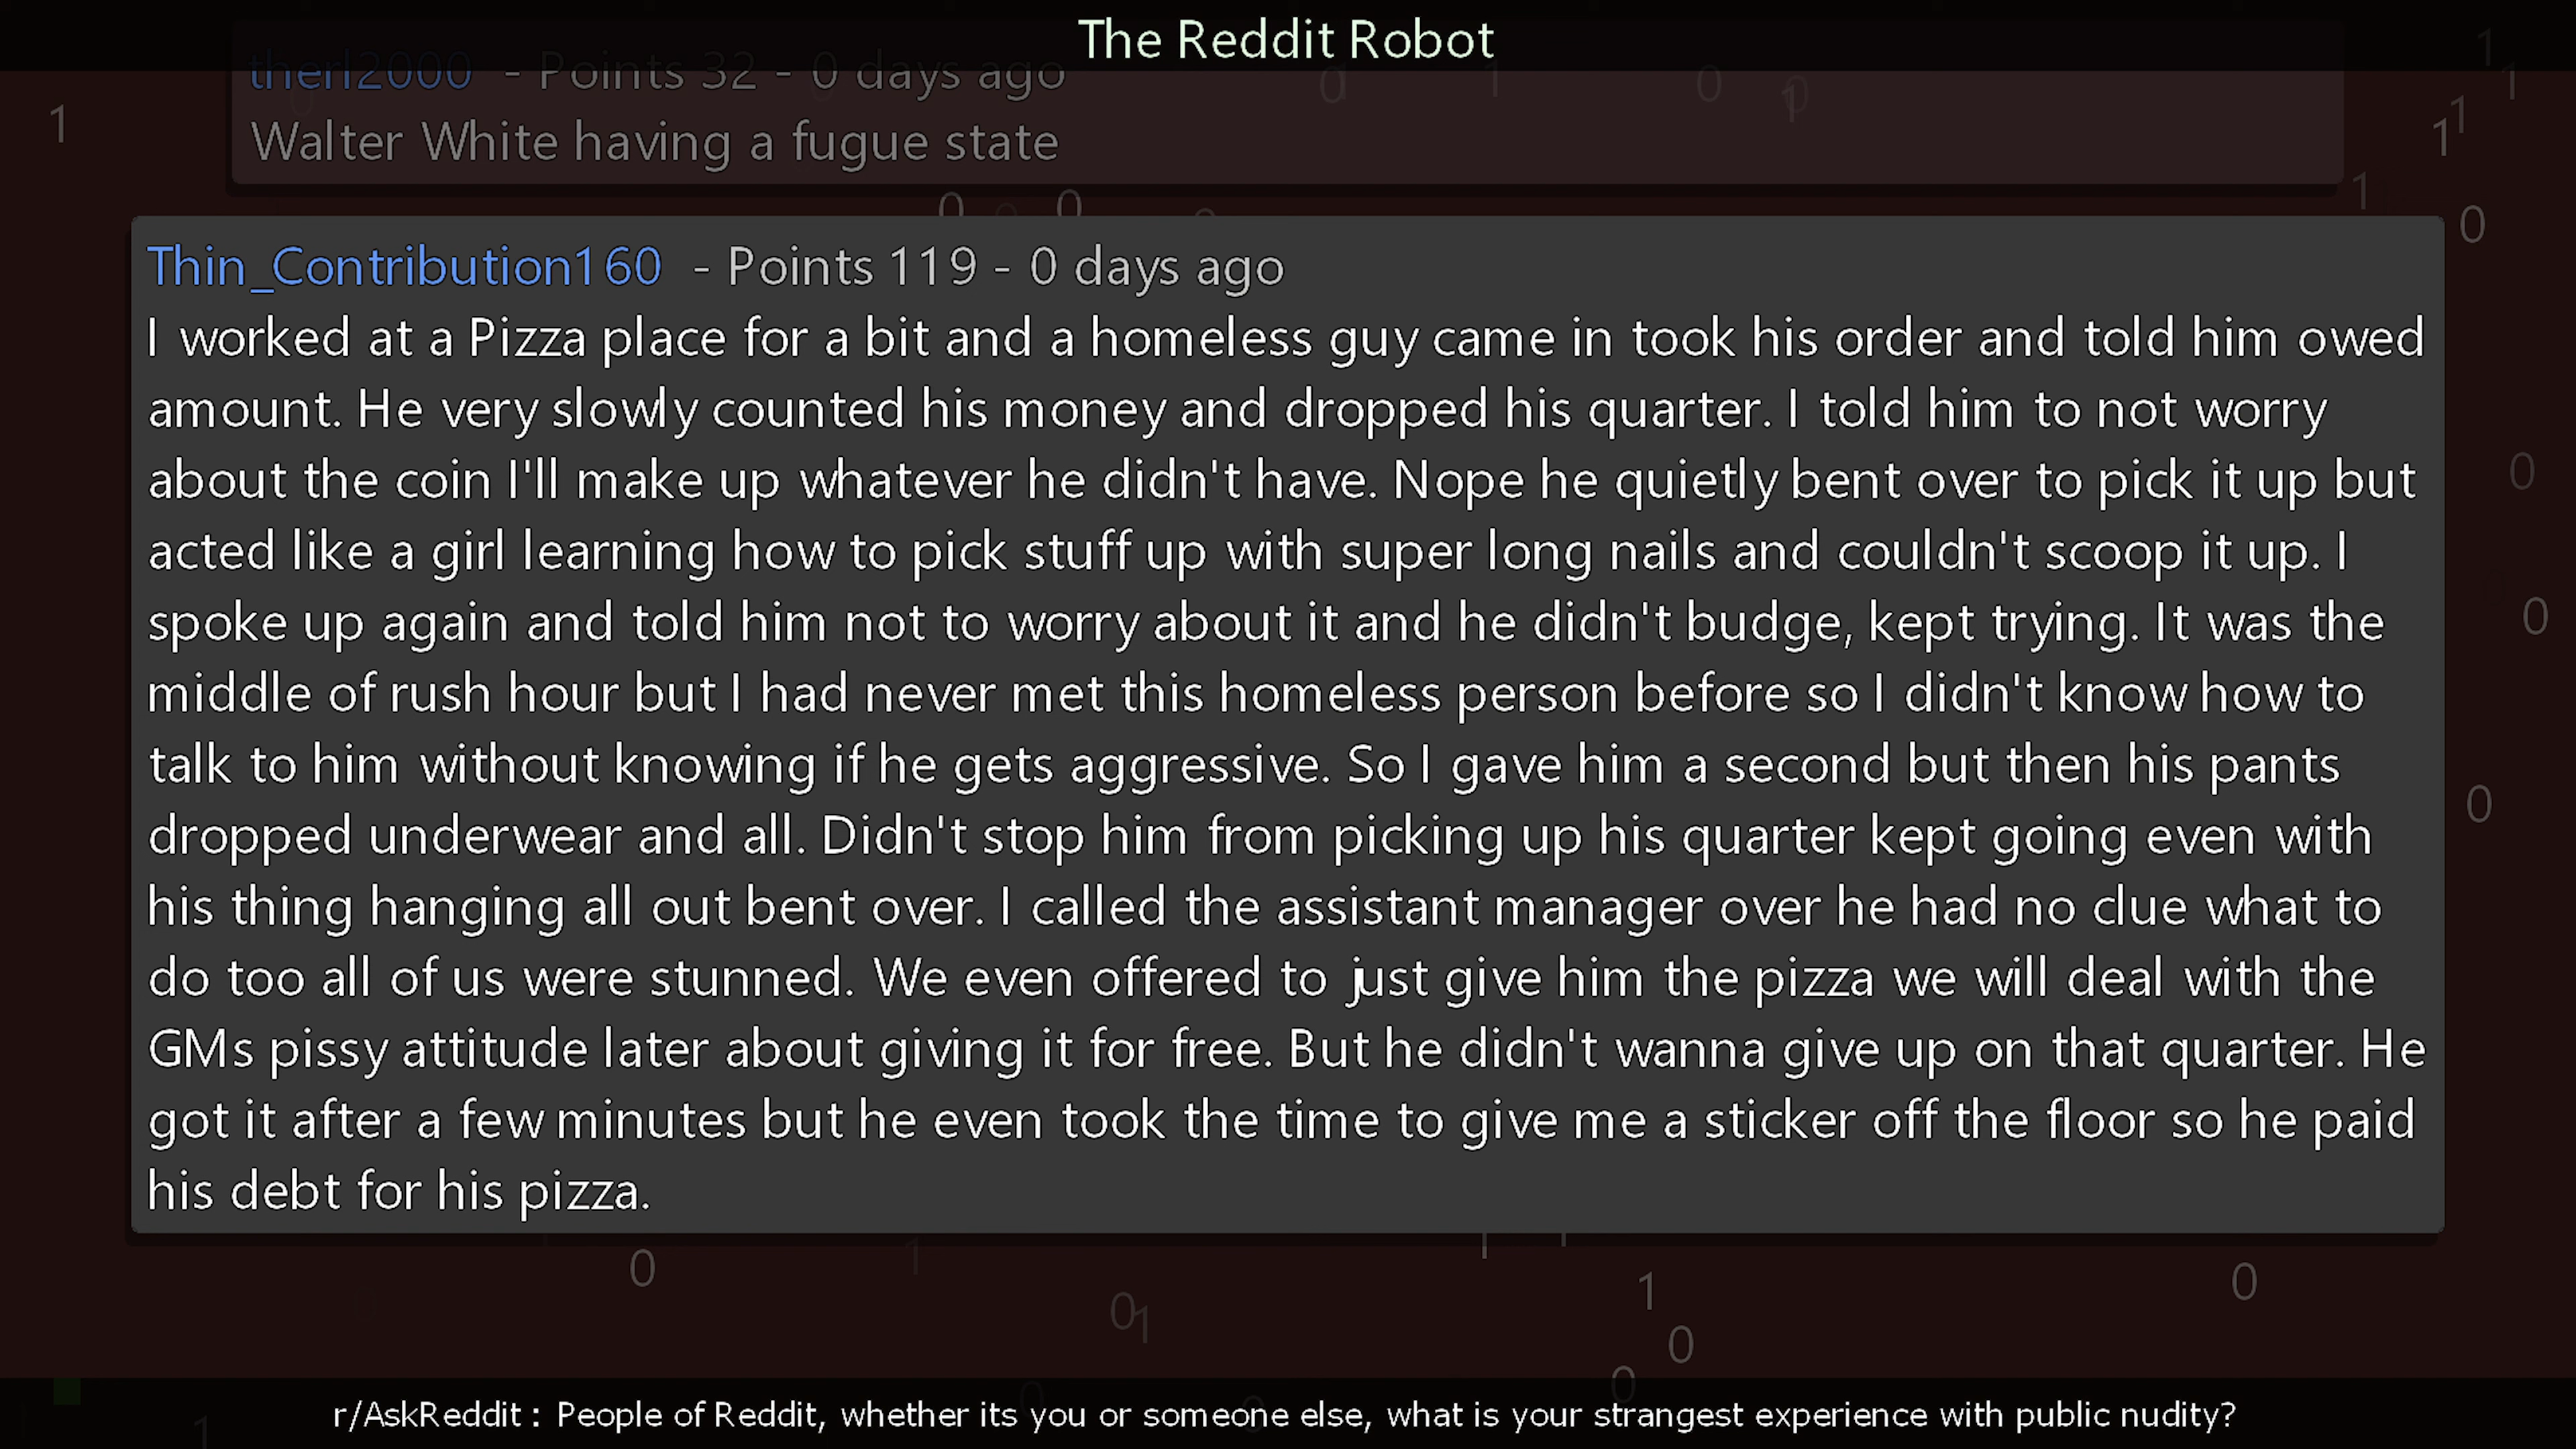 The Reddit Robot
therl2000 - Points 32 - 0 days ago
Walter White having a fugue state
Thin_Contribution160 - Points 119 - 0 days ago
I worked at a Pizza place for a bit and a homeless guy came in took his order and told him owed
amount. He very slowly counted his money and dropped his quarter. I told him to not worry
about the coin I'll make up whatever he didn't have. Nope he quietly bent over to pick it up but
acted like a girl learning how to pick stuff up with super long nails and couldn't scoop it up. I
spoke up again and told him not to worry about it and he didn't budge, kept trying. It was the
middle of rush hour but I had never met this homeless person before so I didn't know how to
talk to him without knowing if he gets aggressive. So I gave him a second but then his pants
dropped underwear and all. Didn't stop him from picking up his quarter kept going even with
his thing hanging all out bent over. I called the assistant manager over he had no clue what to
do too all of us were stunned. We even offered to just give him the pizza we will deal with the
GMs pissy attitude later about giving it for free. But he didn't wanna give up on that quarter. He
got it after a few minutes but he even took the time to give me a sticker off the floor so he paid
his debt for his pizza.
r/AskReddit : People of Reddit, whether its you or someone else, what is your strangest experience with public nudity?